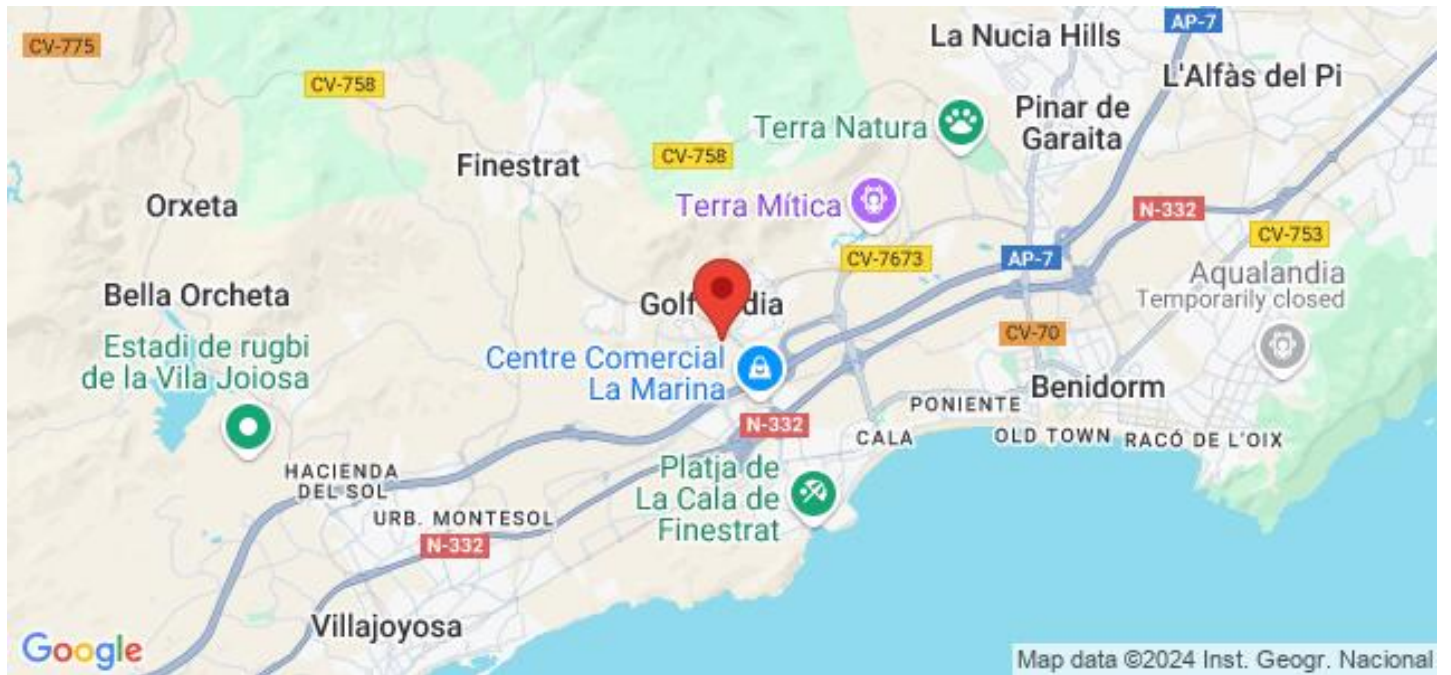 AP-7
La Nucia Hills
CV-775
L'Alfàs del Pi
CV-758
Pinar de
Garaita
Terra Natura
Finestrat
CV-758
Orxeta
Terra Mítica
N-332
CV-753
CV-7673
AP-7
Aqualandia
Temporarily closed
Bella Orcheta
Golf dia
CV-70
Estadi de rugbi
de la Vila Joiosa
Centre Comercial
La Marina
Benidorm
PONIENTE
N-332
CALA
OLD TOWN
RACÓ DE L'OIX
HACIENDA
DEL SOL
Platja de
La Cala de
Finestrat
URB. MONTESOL
N-332
Villajoyosa
Google
Map data ©2024 Inst. Geogr. Nacional